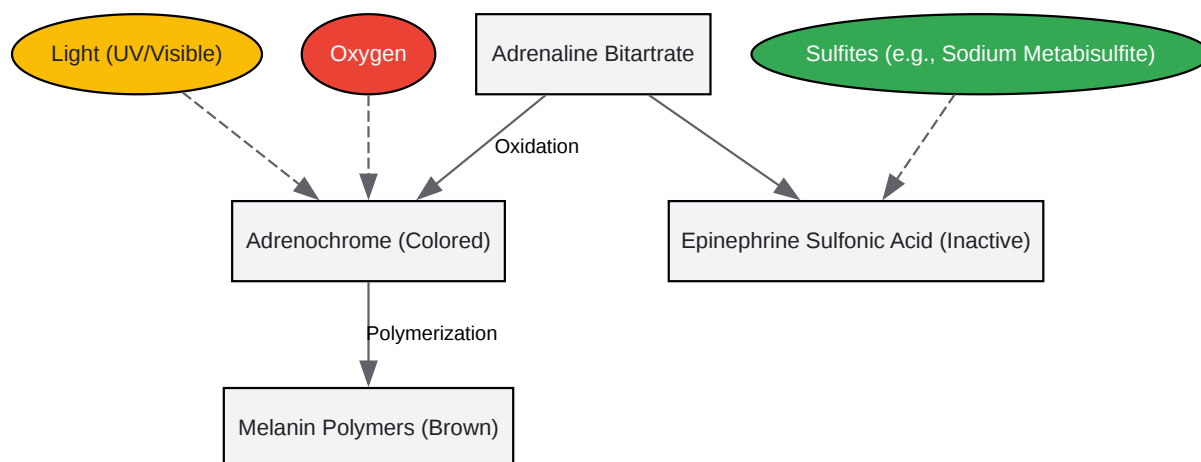 Light (UV/Visible)
Oxygen
Adrenaline Bitartrate
Sulfites (e.g., Sodium Metabisulfite)
Oxidation
Adrenochrome (Colored)
Epinephrine Sulfonic Acid (Inactive)
Polymerization
Melanin Polymers (Brown)